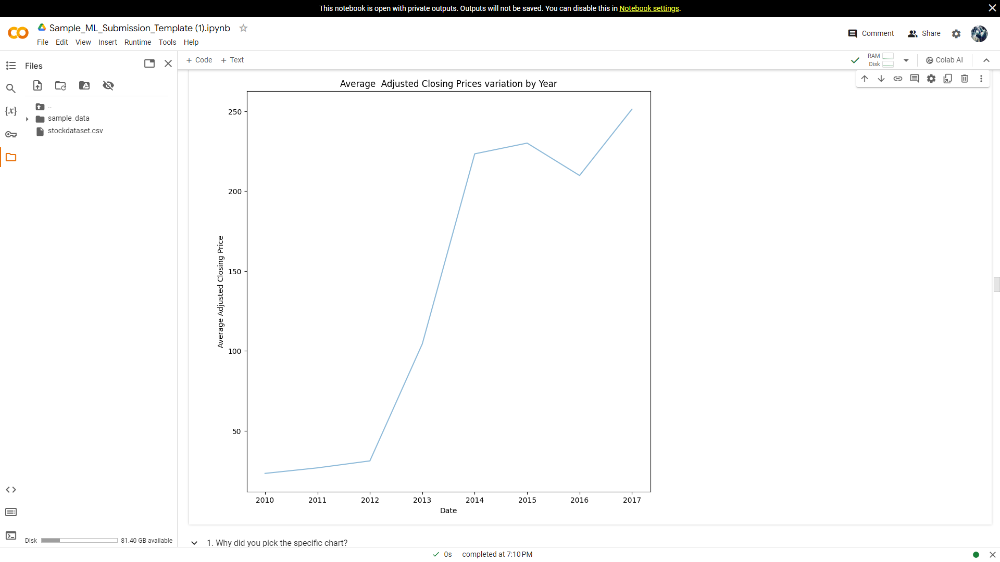 This notebook is open with private outputs. Outputs will not be saved. You can disable this in Notebook settings.
Sample_ML_Submission_Template (1).ipynb
File Edit View Insert Runtime Tools Help
Comment
Share
Files
+ Code + Text
RAM
Disk
Colab AI
..
sample_data
stockdataset.csv
{x}
Average  Adjusted Closing Prices variation by Year
Average Adjusted Closing Price
250
200
150
100
50
2010 2011 2012 2013 2014 2015 2016 2017
Date
Disk 81.40 GB available
1. Why did you pick the specific chart?
0s completed at 7:10 PM